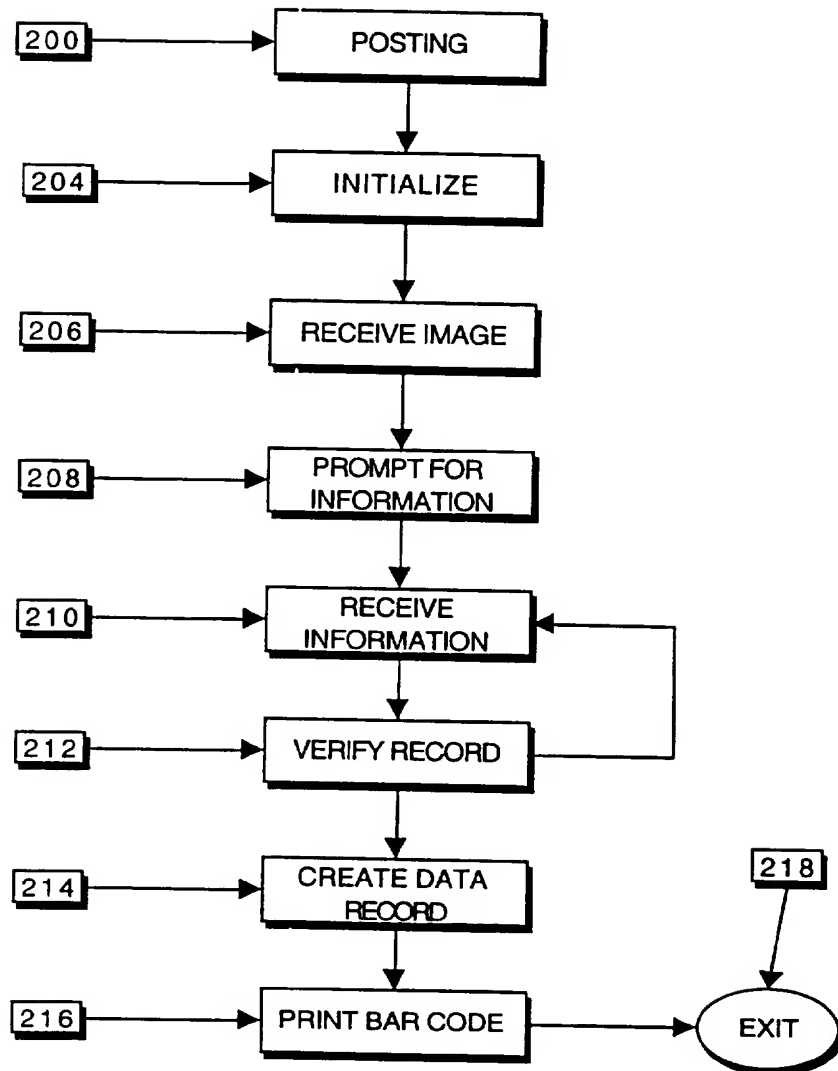 200
POSTING
204
INITIALIZE
206
RECEIVE IMAGE
208
PROMPT FOR
INFORMATION
210
RECEIVE
INFORMATION
212
VERIFY RECORD
214
CREATE DATA
RECORD
218
216
PRINT BAR CODE
EXIT